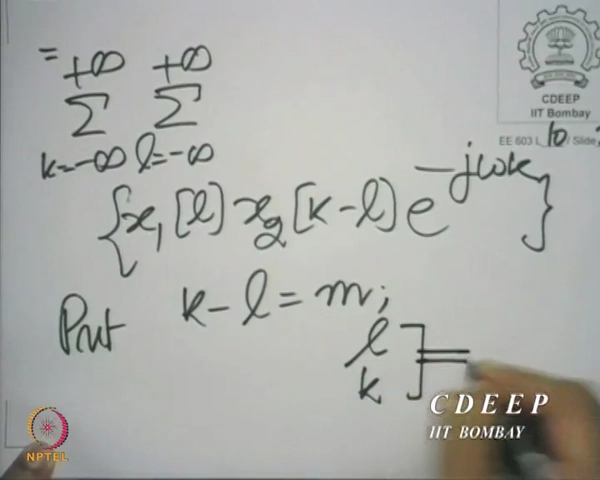 = +∞ +∞
Σ Σ
k=-∞ l=-∞
{x₁[l] x₂[k-l] e^{-jωk}}
Put k-l = m;
l
k ] =
CDEEP
IIT Bombay
EE 603 L 10 / Slide
CDEEP
IIT BOMBAY
NPTEL